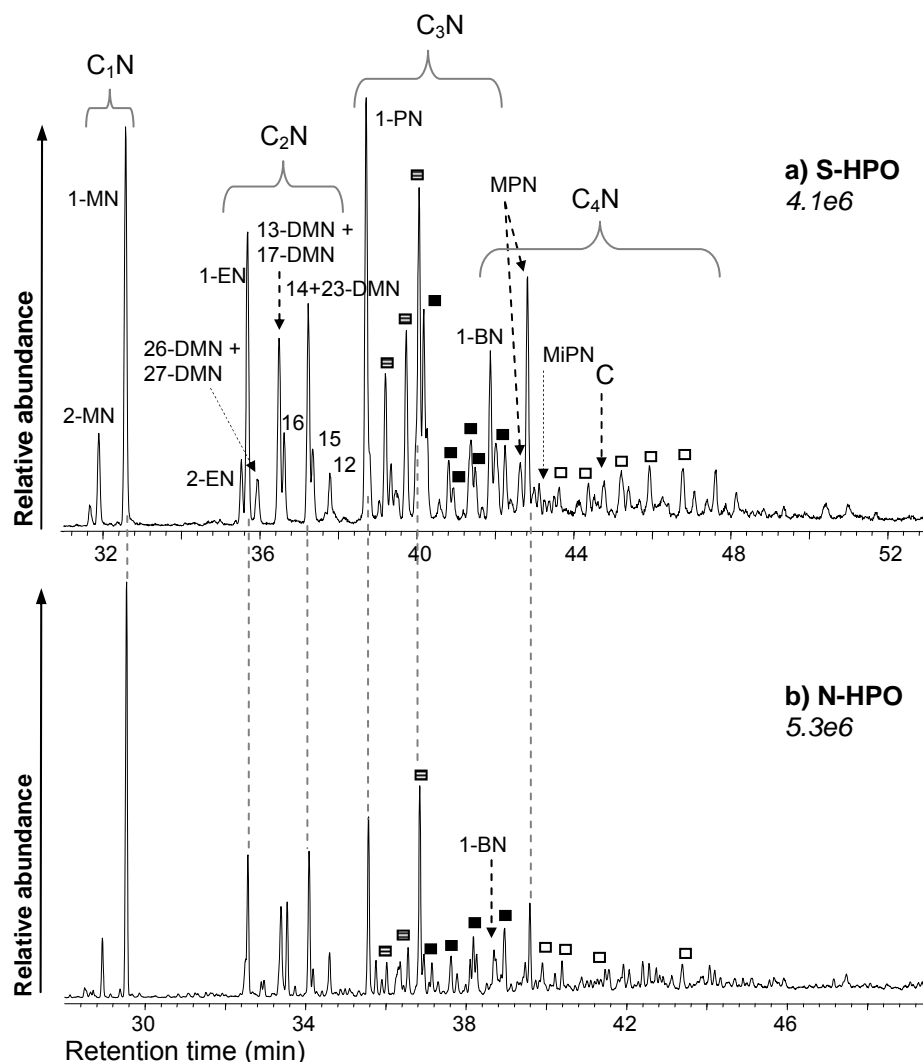 C₃N
C₁N
C₂N
1-PN
a) S-HPO
4.1e6
MPN
C₄N
1-MN
13-DMN +
17-DMN
1-EN
14+23-DMN
1-BN
MiPN
C
26-DMN +
27-DMN
2-MN
16
15
12
2-EN
Relative abundance
32 36 40 44 48 52
b) N-HPO
5.3e6
1-BN
Relative abundance
30 34 38 42 46
Retention time (min)